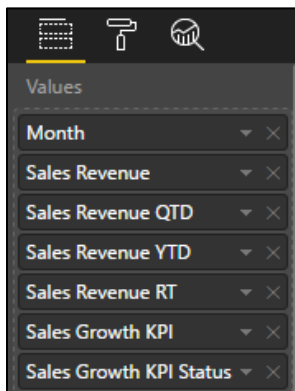 Values
Month
Sales Revenue
Sales Revenue QTD
Sales Revenue YTD
Sales Revenue RT
Sales Growth KPI
Sales Growth KPI Status